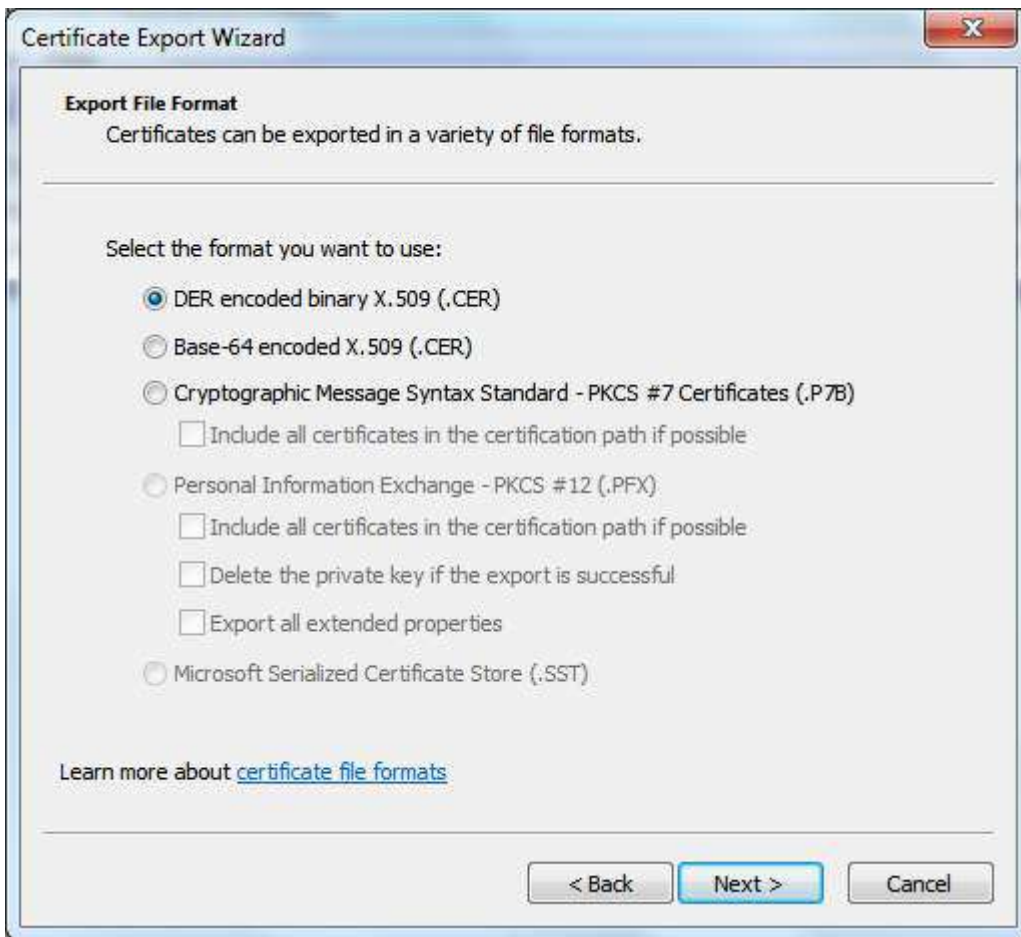 Certificate Export Wizard
Export File Format
Certificates can be exported in a variety of file formats.
Select the format you want to use:
DER encoded binary X.509 (.CER)
Base-64 encoded X.509 (.CER)
Cryptographic Message Syntax Standard - PKCS #7 Certificates (.P7B)
Include all certificates in the certification path if possible
Personal Information Exchange - PKCS #12 (.PFX)
Include all certificates in the certification path if possible
Delete the private key if the export is successful
Export all extended properties
Microsoft Serialized Certificate Store (.SST)
Learn more about certificate file formats
< Back Next > Cancel